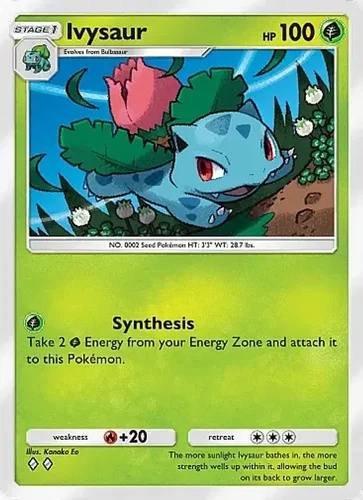 STAGE 1
Ivysaur
HP 100
Evolves from Bulbasaur
NO. 0002 Seed Pokémon HT: 3'3" WT: 28.7 lbs.
Synthesis
Take 2 Energy from your Energy Zone and attach it
to this Pokémon.
weakness +20
retreat
Illus. Kanako Eo
The more sunlight Ivysaur bathes in, the more
strength wells up within it, allowing the bud
on its back to grow larger.